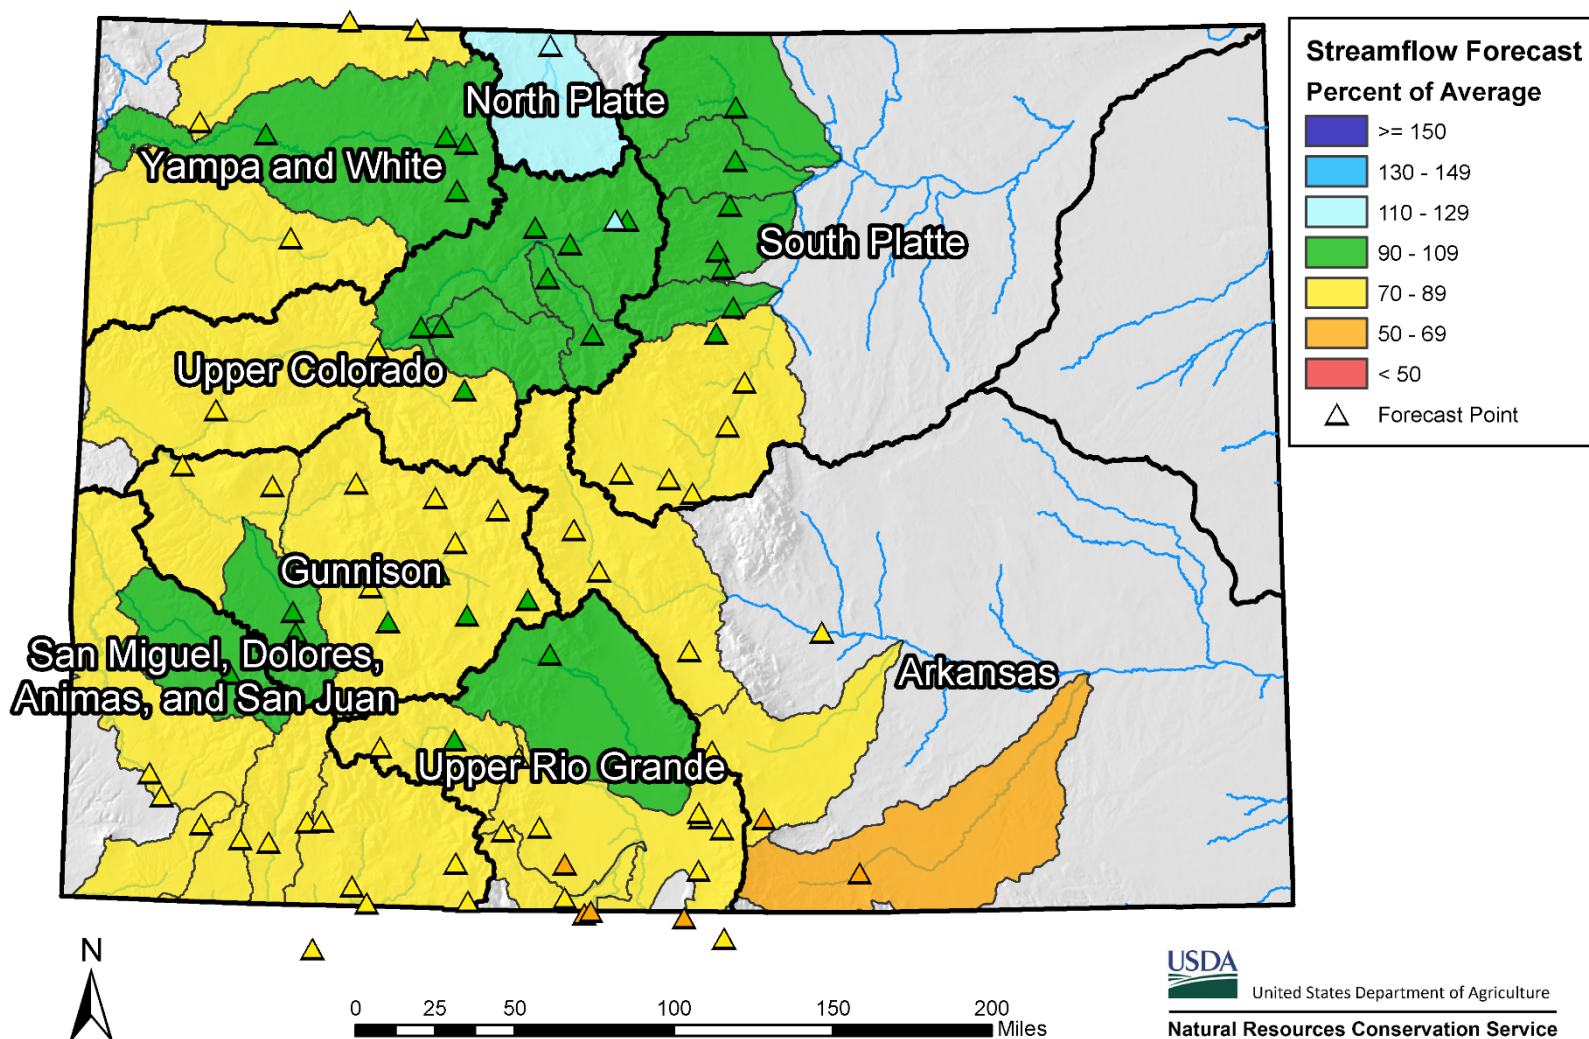 Streamflow Forecast
Percent of Average
>= 150
130 - 149
110 - 129
90 - 109
70 - 89
50 - 69
< 50
Forecast Point
North Platte
Yampa and White
South Platte
Upper Colorado
Gunnison
San Miguel, Dolores,
Animas, and San Juan
Arkansas
Upper Rio Grande
N
0 25 50 100 150 200
Miles
USDA
United States Department of Agriculture
Natural Resources Conservation Service